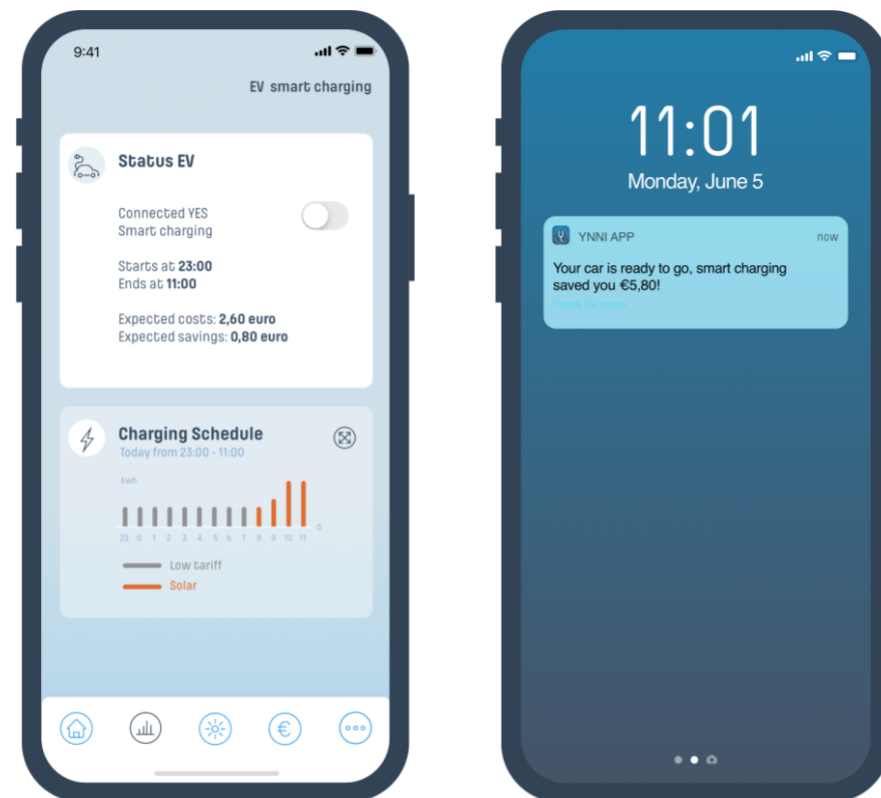 9:41
EV smart charging
Status EV
Connected YES
Smart charging
Starts at 23:00
Ends at 11:00
Expected costs: 2,60 euro
Expected savings: 0,80 euro
Charging Schedule
Today from 23:00 - 11:00
kwh
0
23 0 1 2 3 4 5 6 7 8 9 10 11
Low tariff
Solar
€
11:01
Monday, June 5
YNNI APP now
Your car is ready to go, smart charging
saved you €5,80!
Press for more